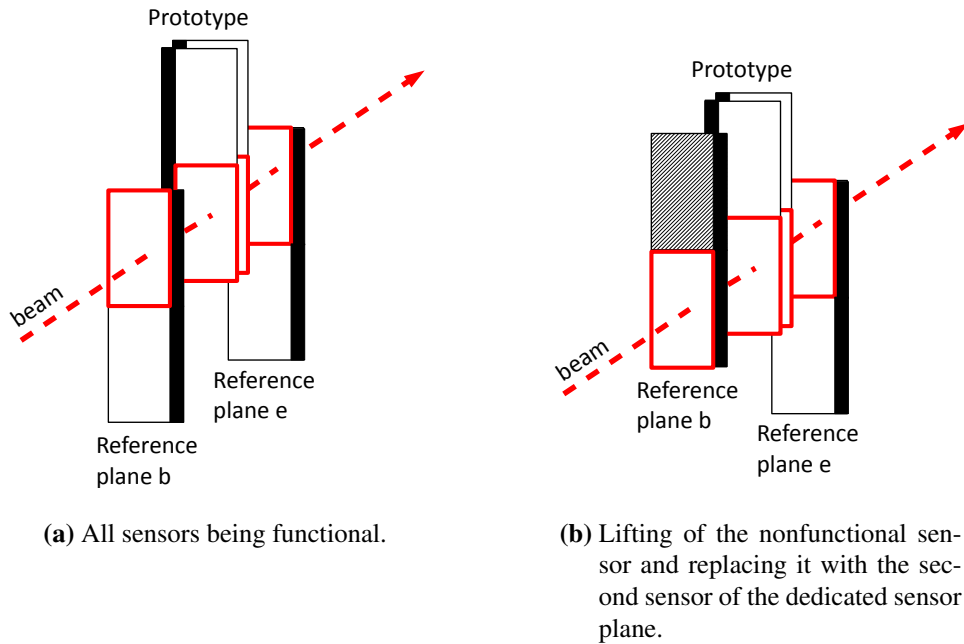 Prototype
beam
Reference
plane e
Reference
plane b
(a) All sensors being functional.
Prototype
beam
Reference
plane b
Reference
plane e
(b) Lifting of the nonfunctional sen-
sor and replacing it with the sec-
ond sensor of the dedicated sensor
plane.